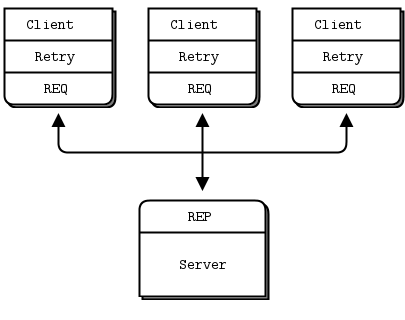 Client Client Client
Retry Retry Retry
REQ REQ REQ
REP
Server